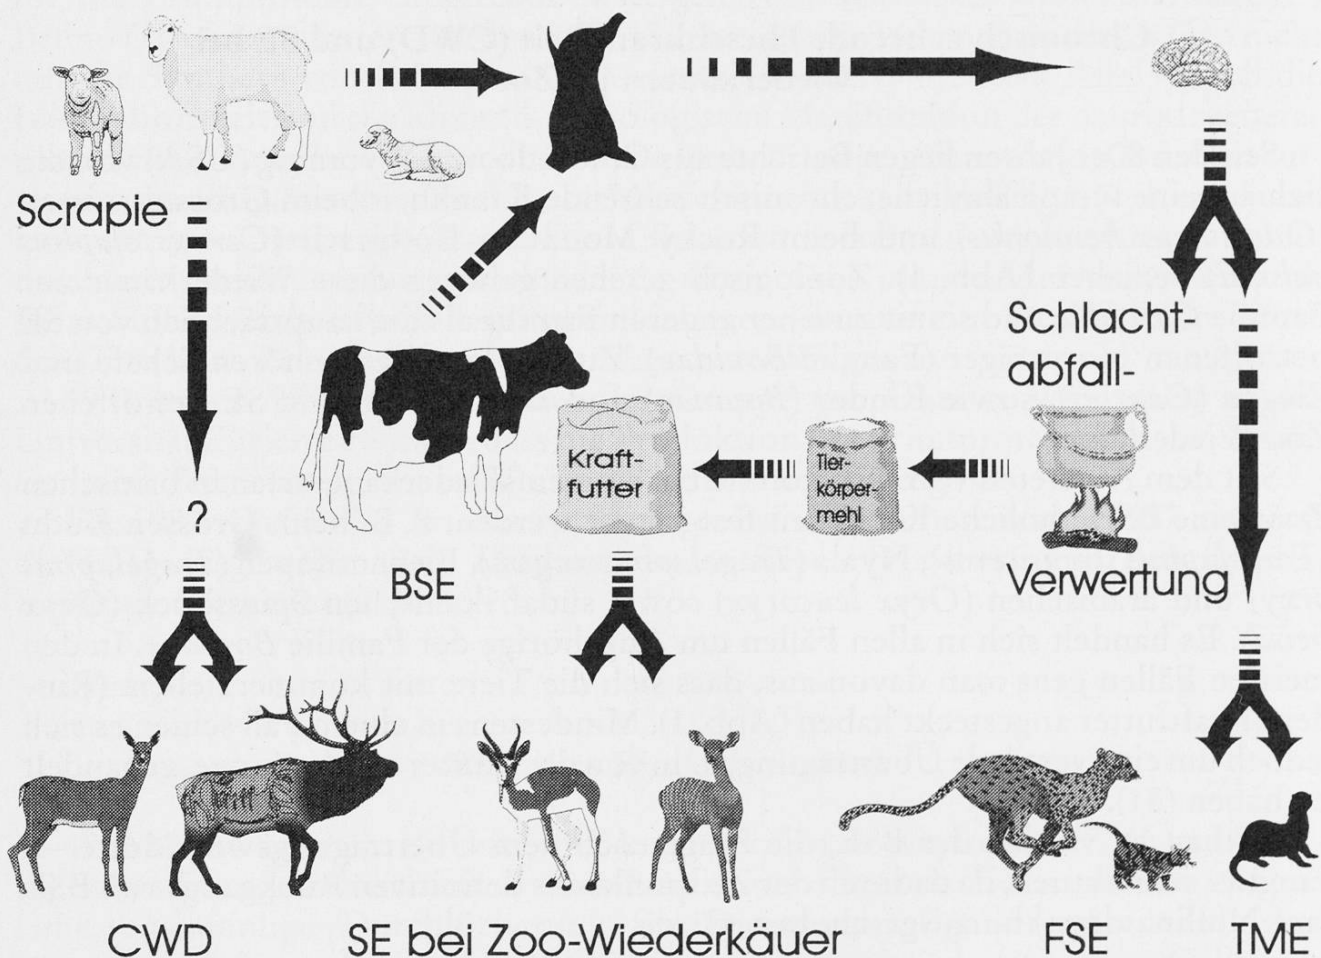 Scrapie
Schlacht-
abfall-
Kraft-
futter
Tier-
körper-
mehl
?
BSE
Verwertung
CWD
SE bei Zoo-Wiederkäuer
FSE
TME